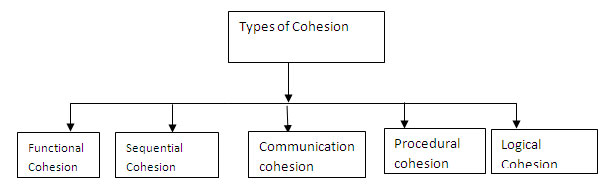 Types of Cohesion
Functional
Cohesion
Sequential
Cohesion
Communication
cohesion
Procedural
cohesion
Logical
Cohesion